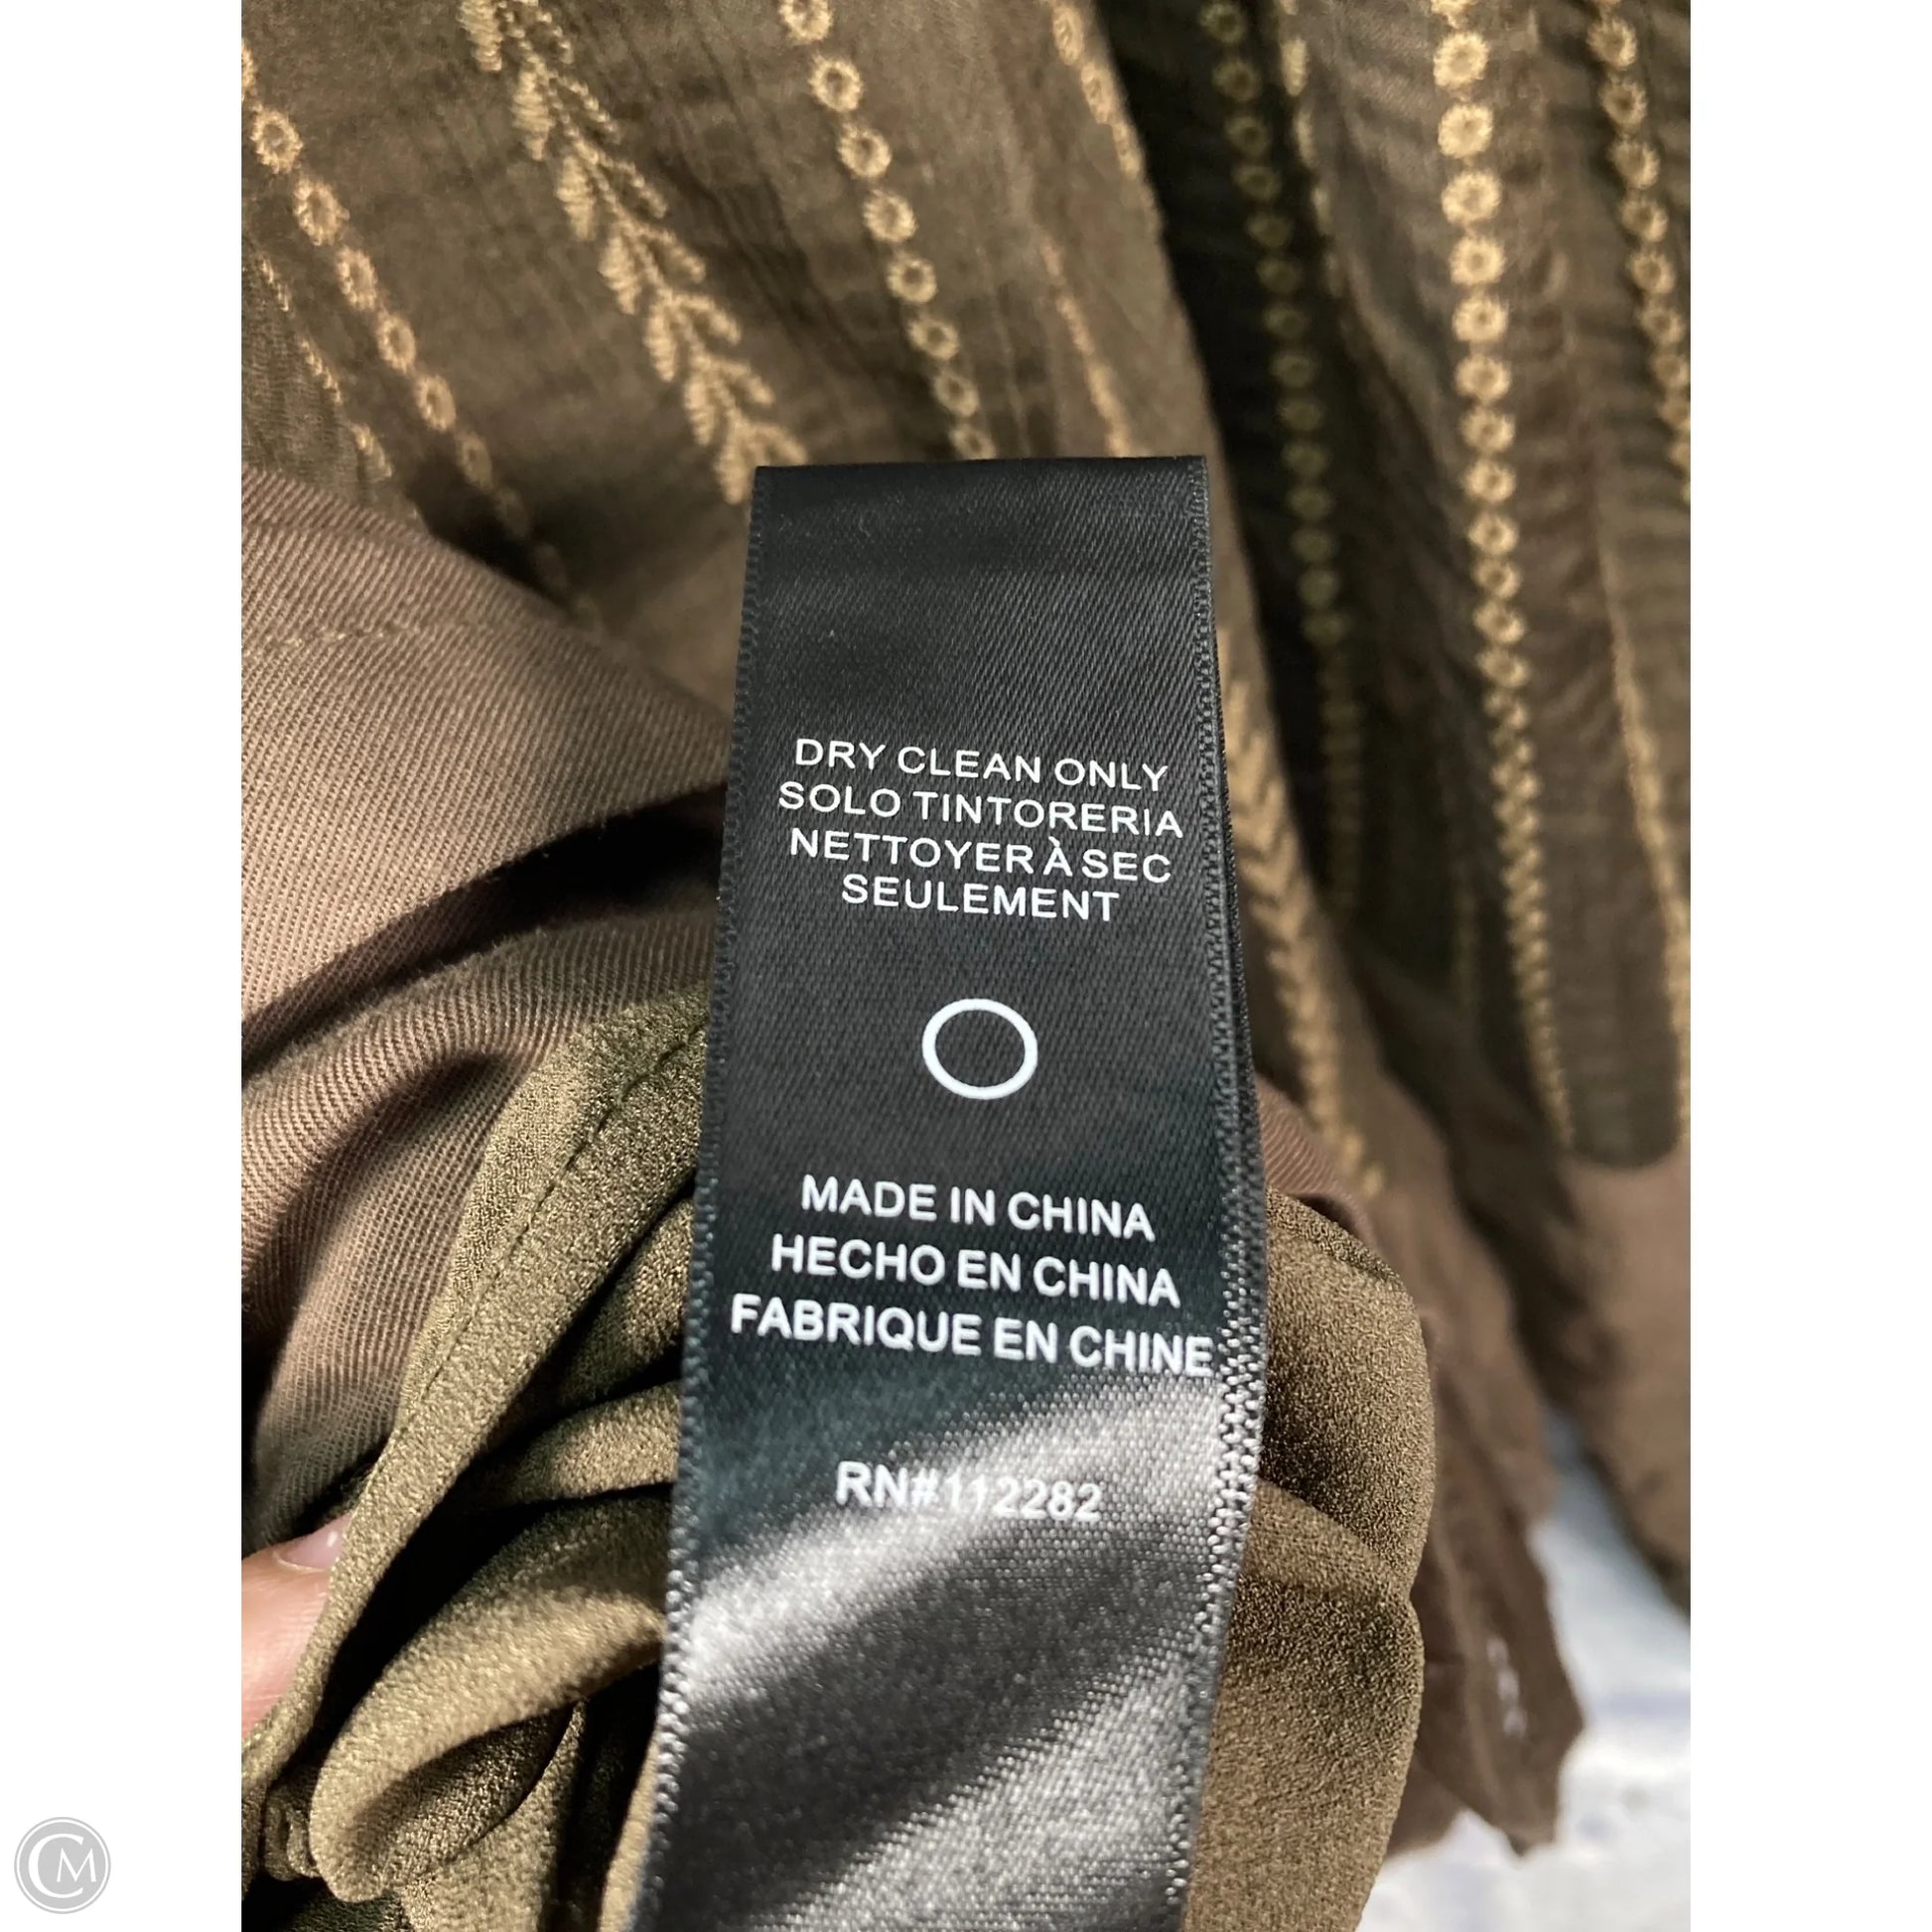 DRY CLEAN ONLY
SOLO TINTORERIA
NETTOYER À SEC
SEULEMENT
MADE IN CHINA
HECHO EN CHINA
FABRIQUE EN CHINE
RN#112282
CM